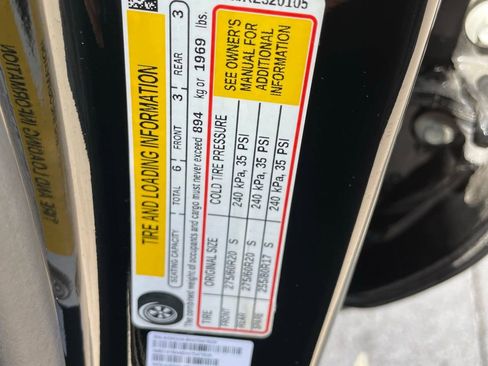 TIRE AND LOADING INFORMATION
SEATING CAPACITY TOTAL 6 FRONT 3 REAR 3
The combined weight of occupants and cargo must never exceed 894 kg or 1969 lbs.
TIRE ORIGINAL SIZE COLD TIRE PRESSURE
FRONT 275/60R20 S 240 kPa, 35 PSI
REAR 275/60R20 S 240 kPa, 35 PSI
SPARE 255/80R17 S 240 kPa, 35 PSI
SEE OWNER'S
MANUAL FOR
ADDITIONAL
INFORMATION